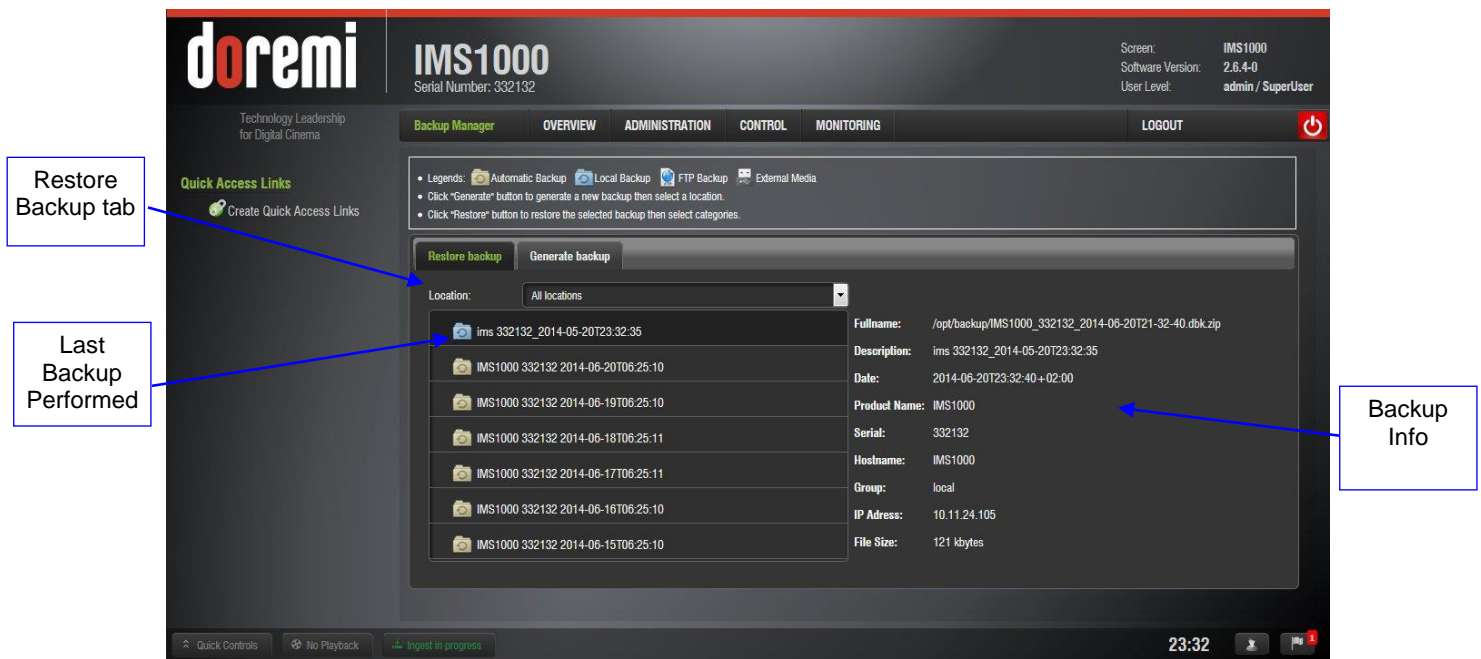 doremi
IMS1000
Serial Number: 332132
Screen: IMS1000
Software Version: 2.6.4-0
User Level: admin / SuperUser
Technology Leadership
for Digital Cinema
Backup Manager OVERVIEW ADMINISTRATION CONTROL MONITORING LOGOUT
Restore
Backup tab
Quick Access Links
Create Quick Access Links
• Legends: Automatic Backup Local Backup FTP Backup External Media
• Click "Generate" button to generate a new backup then select a location.
• Click "Restore" button to restore the selected backup then select categories.
Restore backup Generate backup
Location: All locations
Last
Backup
Performed
ims 332132_2014-05-20T23:32:35
IMS1000 332132 2014-06-20T06:25:10
IMS1000 332132 2014-06-19T06:25:10
IMS1000 332132 2014-06-18T06:25:11
IMS1000 332132 2014-06-17T06:25:11
IMS1000 332132 2014-06-16T06:25:10
IMS1000 332132 2014-06-15T06:25:10
Fullname: /opt/backup/IMS1000_332132_2014-06-20T21-32-40.dbk.zip
Description: ims 332132_2014-05-20T23:32:35
Date: 2014-06-20T23:32:40+02:00
Product Name: IMS1000
Serial: 332132
Hostname: IMS1000
Group: local
IP Adress: 10.11.24.105
File Size: 121 kbytes
Backup
Info
Quick Controls No Playback Ingest in progress 23:32 1